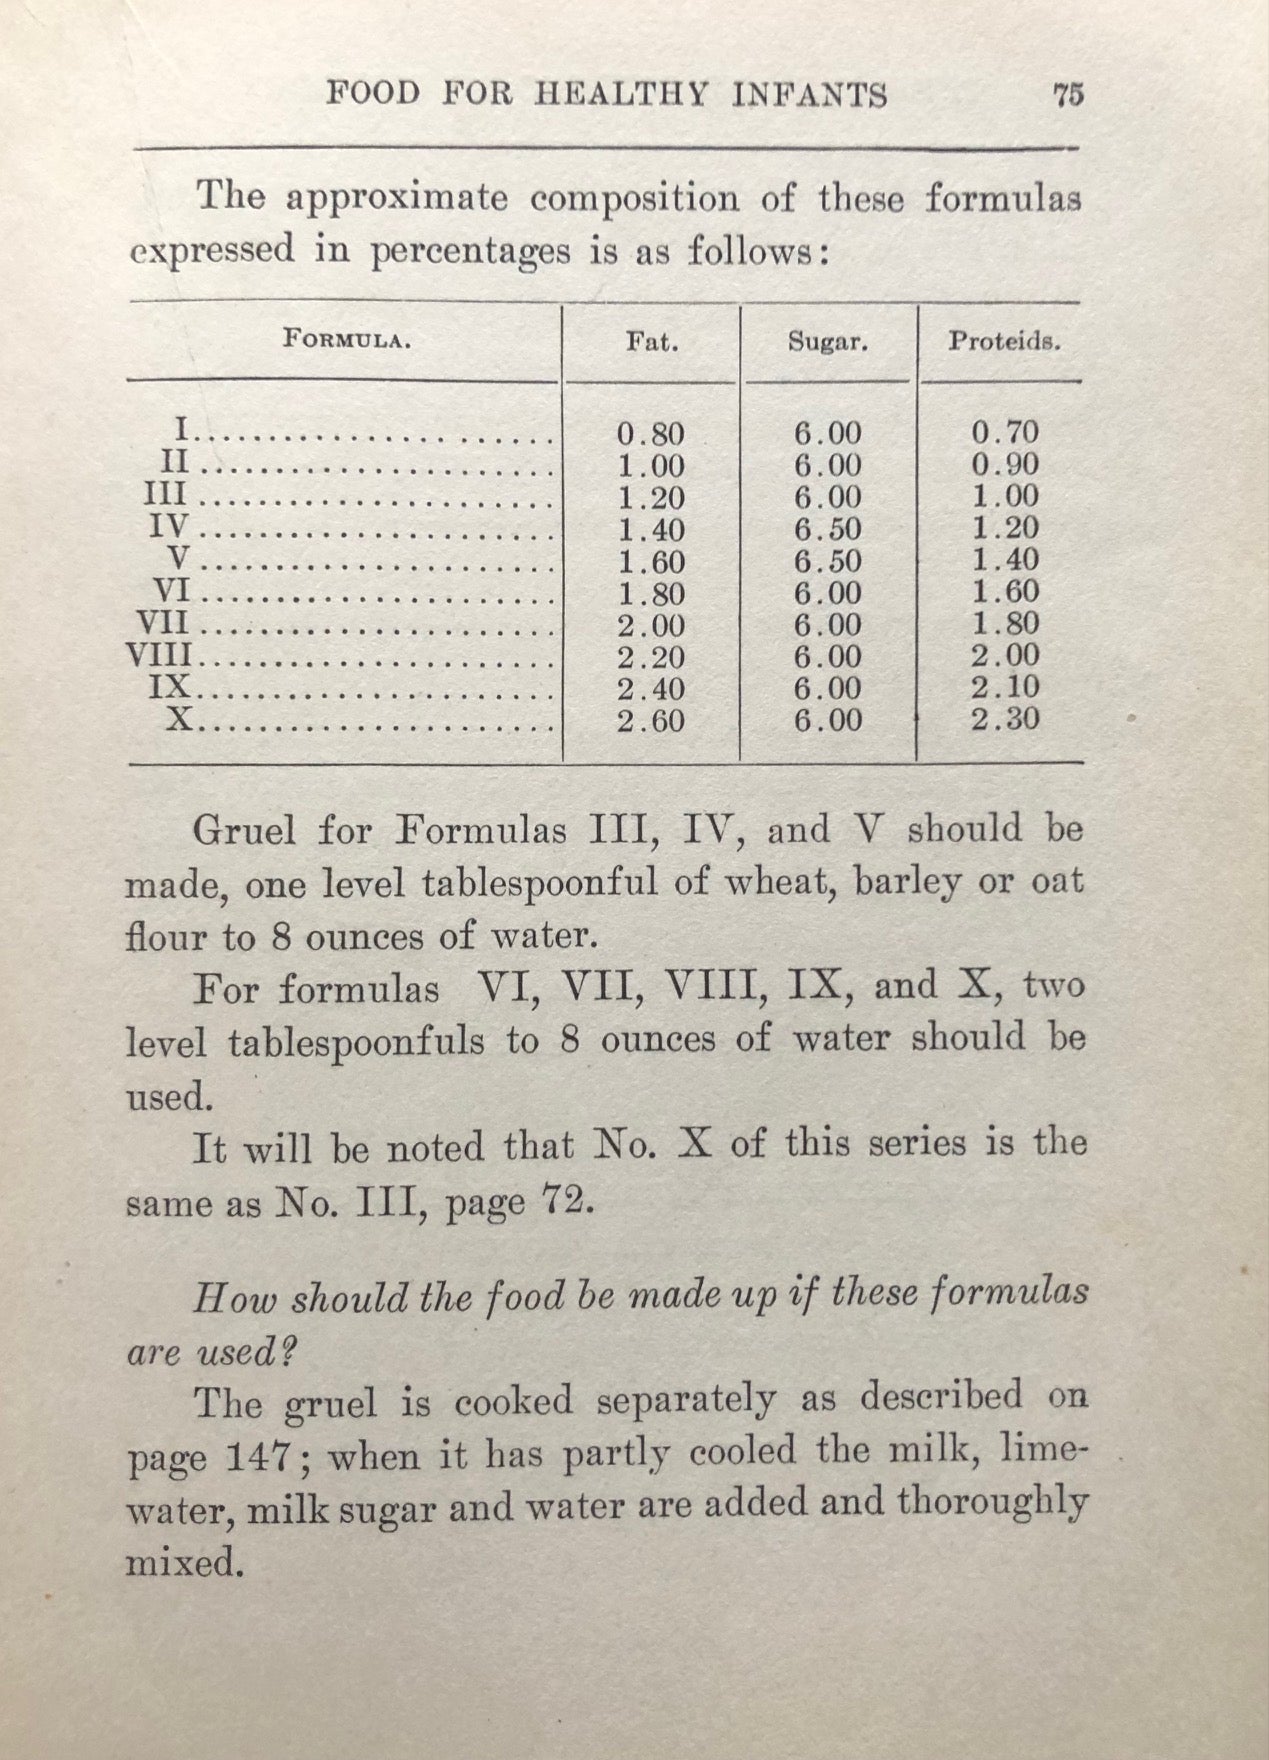 FOOD FOR HEALTHY INFANTS 75
The approximate composition of these formulas
expressed in percentages is as follows:
FORMULA. Fat. Sugar. Proteids.
I........................ 0.80 6.00 0.70
II........................ 1.00 6.00 0.90
III........................ 1.20 6.00 1.00
IV........................ 1.40 6.50 1.20
V........................ 1.60 6.50 1.40
VI........................ 1.80 6.00 1.60
VII........................ 2.00 6.00 1.80
VIII........................ 2.20 6.00 2.00
IX........................ 2.40 6.00 2.10
X........................ 2.60 6.00 2.30
Gruel for Formulas III, IV, and V should be
made, one level tablespoonful of wheat, barley or oat
flour to 8 ounces of water.
For formulas VI, VII, VIII, IX, and X, two
level tablespoonfuls to 8 ounces of water should be
used.
It will be noted that No. X of this series is the
same as No. III, page 72.
How should the food be made up if these formulas
are used?
The gruel is cooked separately as described on
page 147; when it has partly cooled the milk, lime-
water, milk sugar and water are added and thoroughly
mixed.